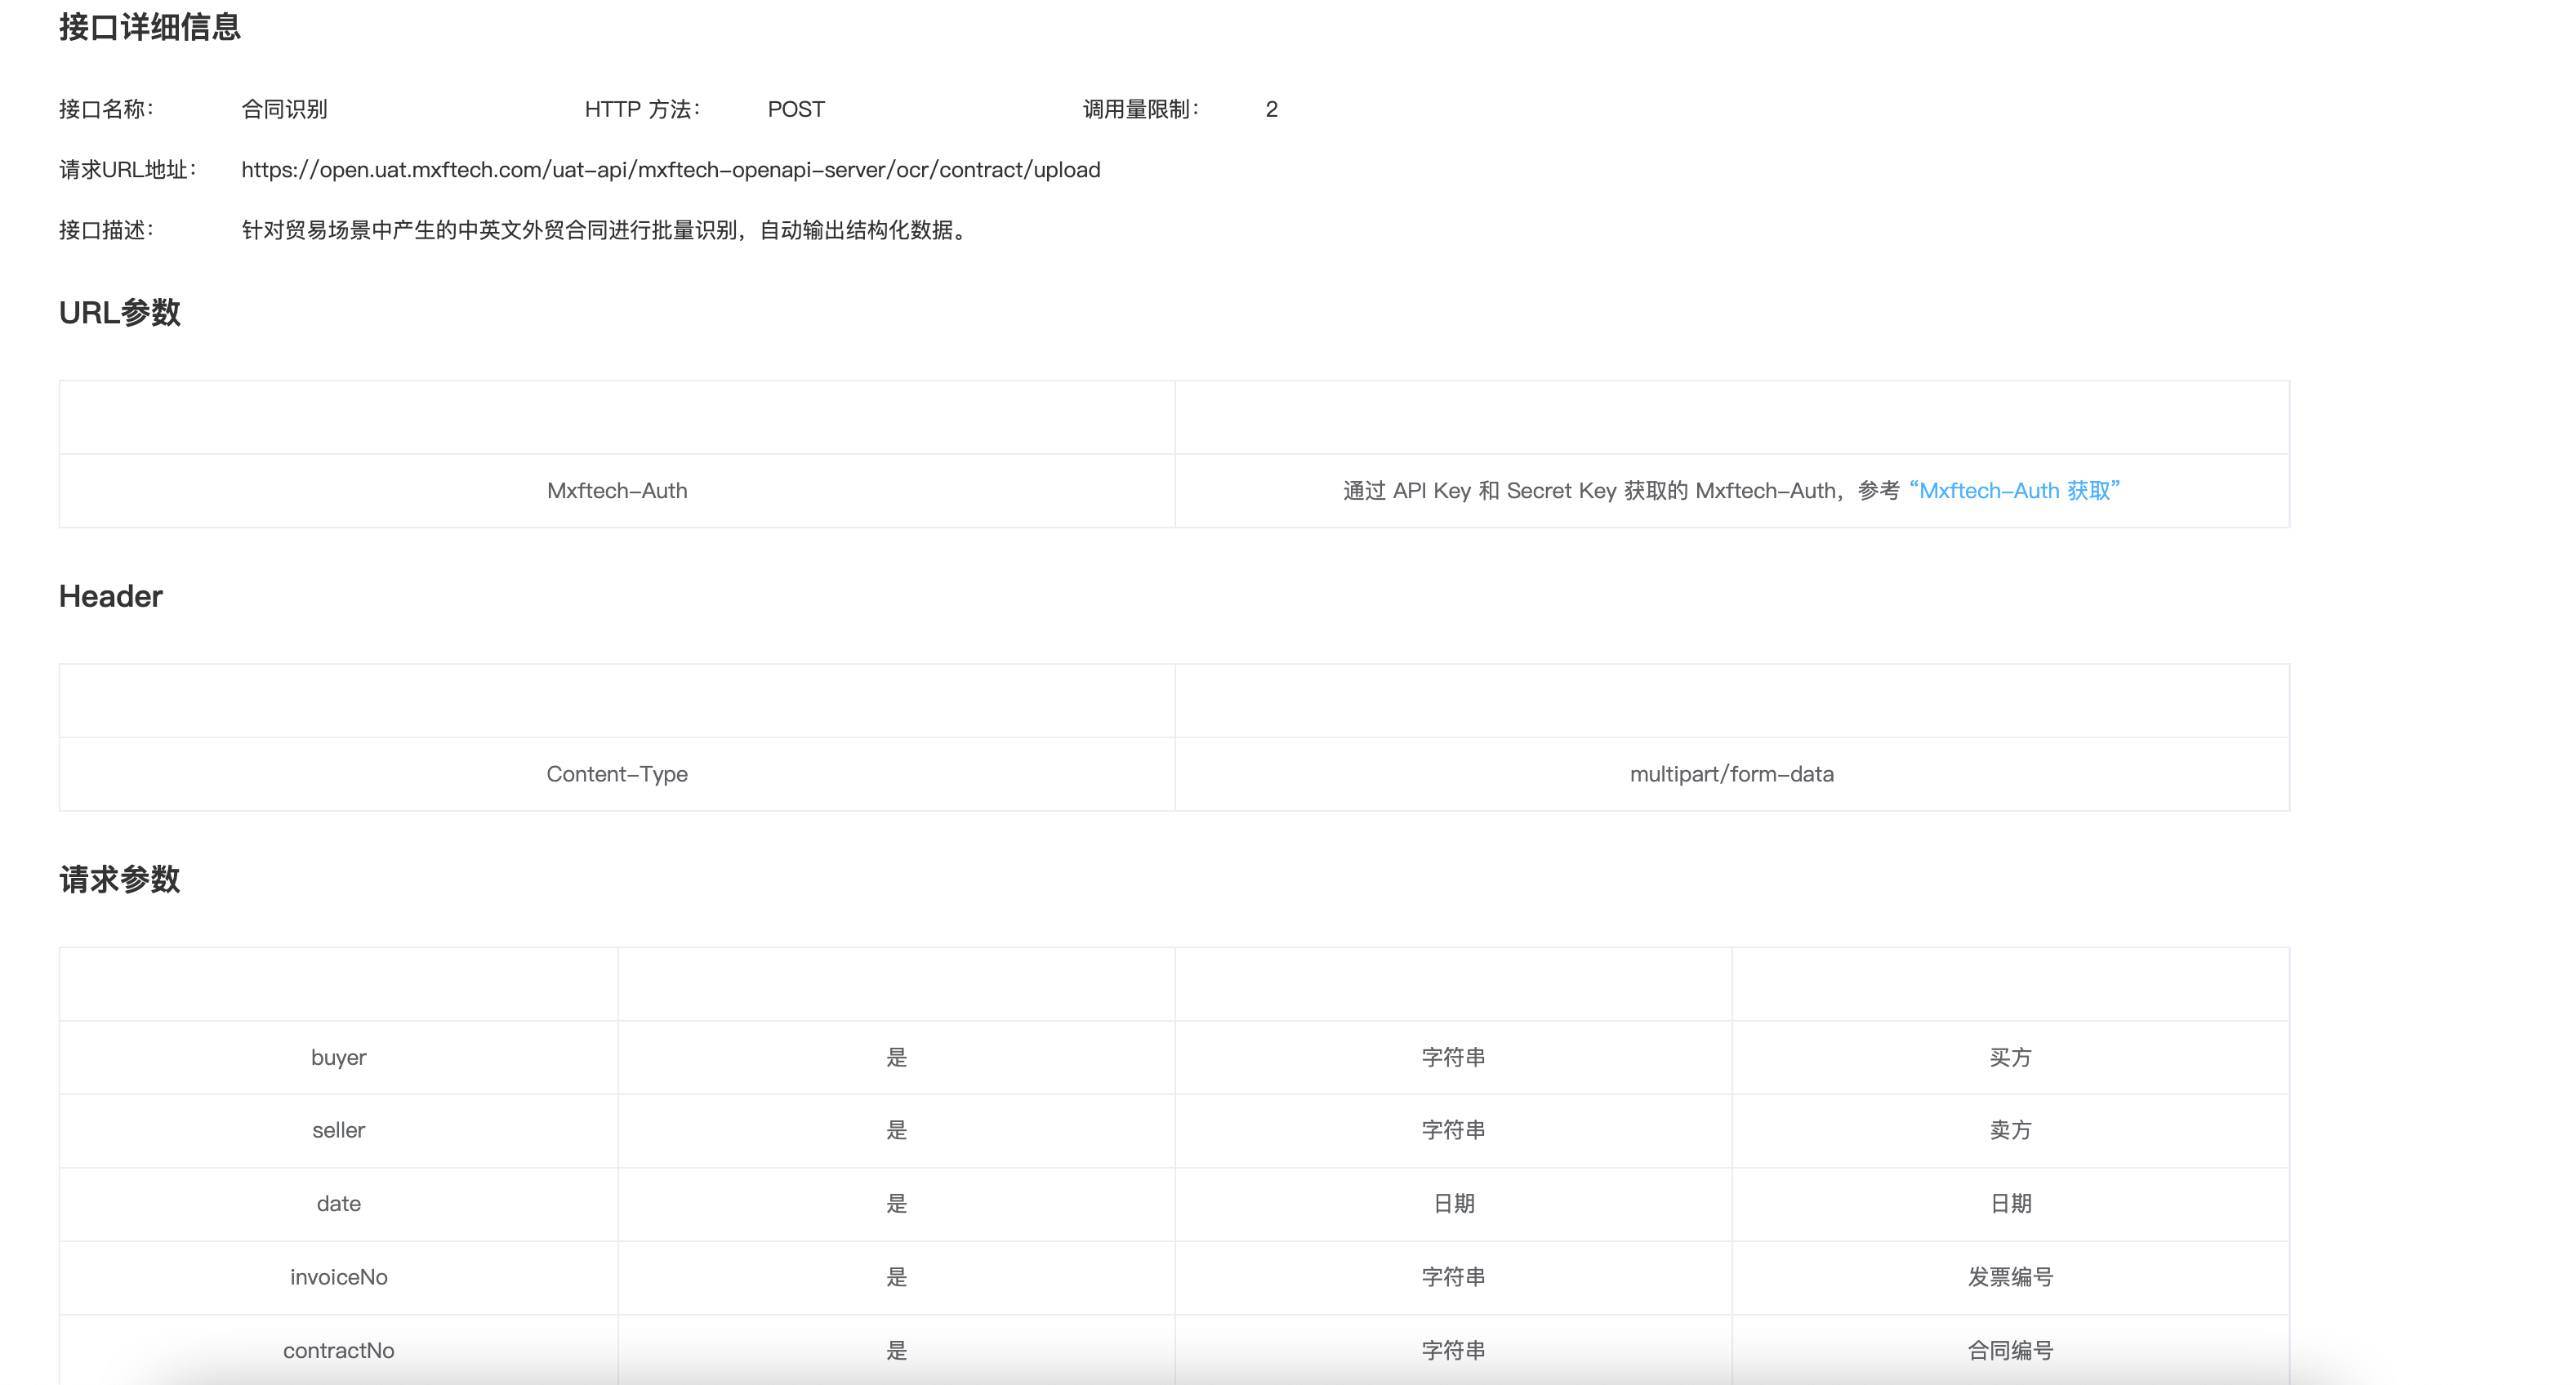 接口详细信息
接口名称： 合同识别 HTTP 方法： POST 调用量限制： 2
请求URL地址： https://open.uat.mxftech.com/uat-api/mxftech-openapi-server/ocr/contract/upload
接口描述： 针对贸易场景中产生的中英文外贸合同进行批量识别，自动输出结构化数据。
URL参数
Mxftech-Auth 通过 API Key 和 Secret Key 获取的 Mxftech-Auth，参考 “Mxftech-Auth 获取”
Header
Content-Type multipart/form-data
请求参数
buyer 是 字符串 买方
seller 是 字符串 卖方
date 是 日期 日期
invoiceNo 是 字符串 发票编号
contractNo 是 字符串 合同编号